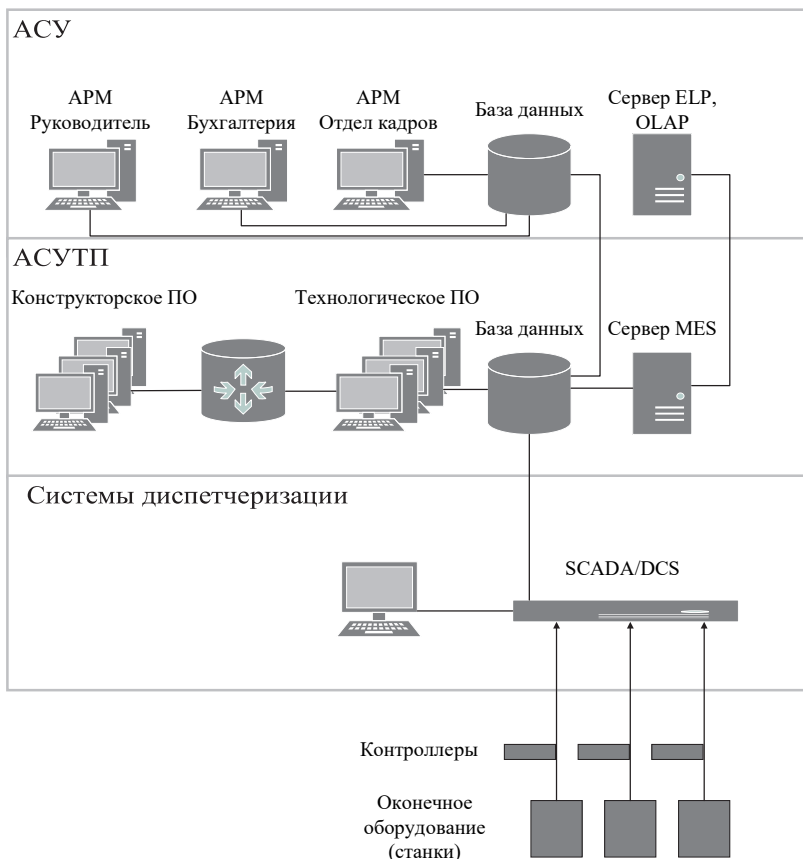 АСУ
АРМ
Руководитель
АРМ
Бухгалтерия
АРМ
Отдел кадров
База данных
Сервер ELP,
OLAP
АСУТП
Конструкторское ПО
Технологическое ПО
База данных
Сервер MES
Системы диспетчеризации
SCADA/DCS
Контроллеры
Оконечное
оборудование
(станки)